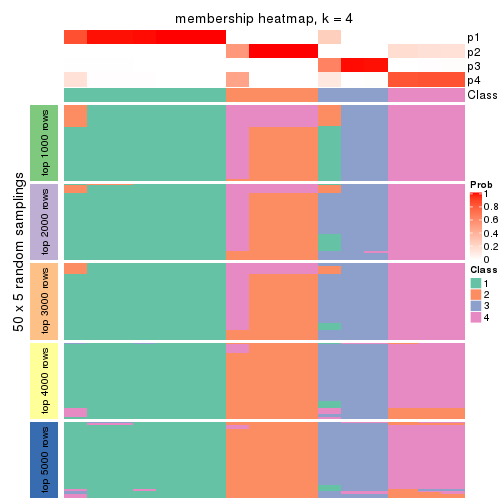 membership heatmap, k = 4
p1
p2
p3
p4
Class
50 x 5 random samplings
top 1000 rows
top 2000 rows
top 3000 rows
top 4000 rows
top 5000 rows
Prob
1
0.8
0.6
0.4
0.2
0
Class
1
2
3
4